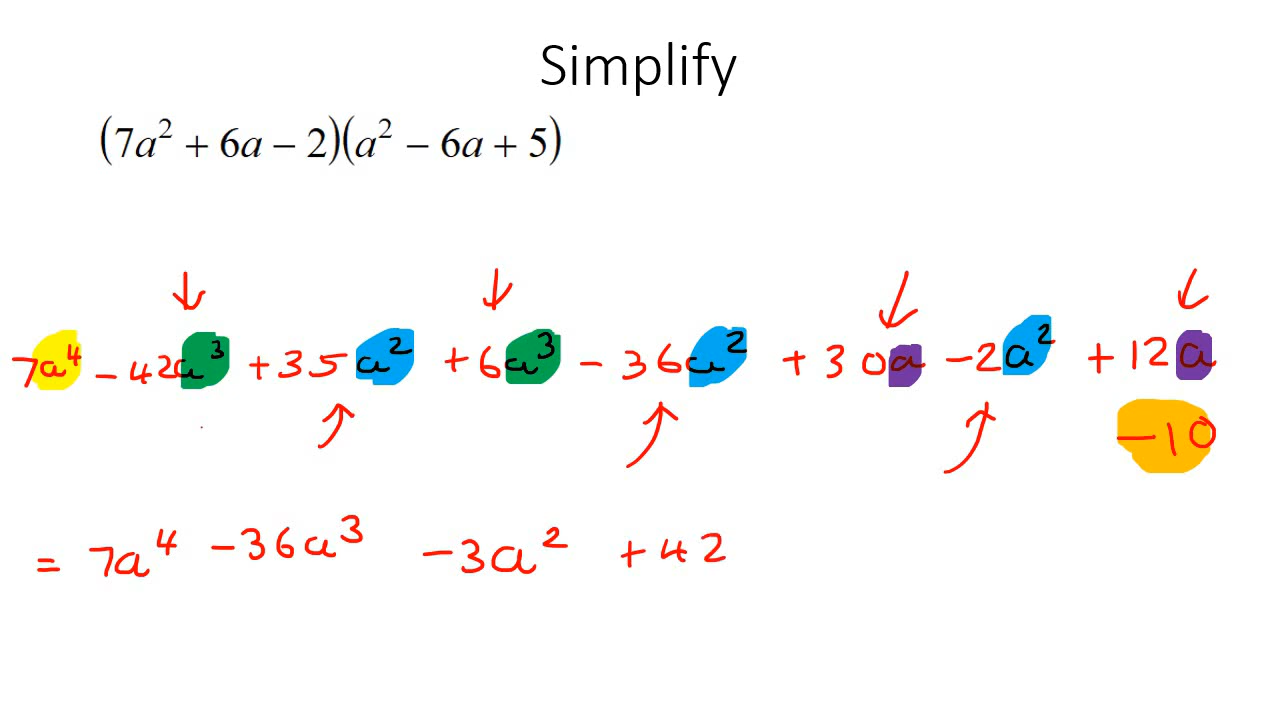 Simplify
(7a² + 6a − 2)(a² − 6a + 5)
7a⁴ − 42a³ + 35a² + 6a³ − 36a² + 30a − 2a² + 12a
− 10
= 7a⁴ − 36a³ − 3a² + 42